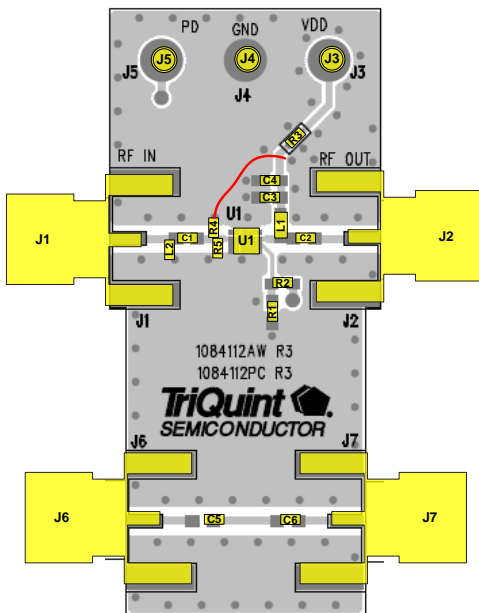 PD GND VDD
J5 J4 J3
J5 J4 J3
R3
RF IN RF OUT
C4
C3
R4 U1 L1
J1 L2 C1 R5 U1 C2 J2
R2
R1
J1 J2
1084112AW R3
1084112PC R3
TriQuint
SEMICONDUCTOR
J6 J7
J6 C5 C6 J7